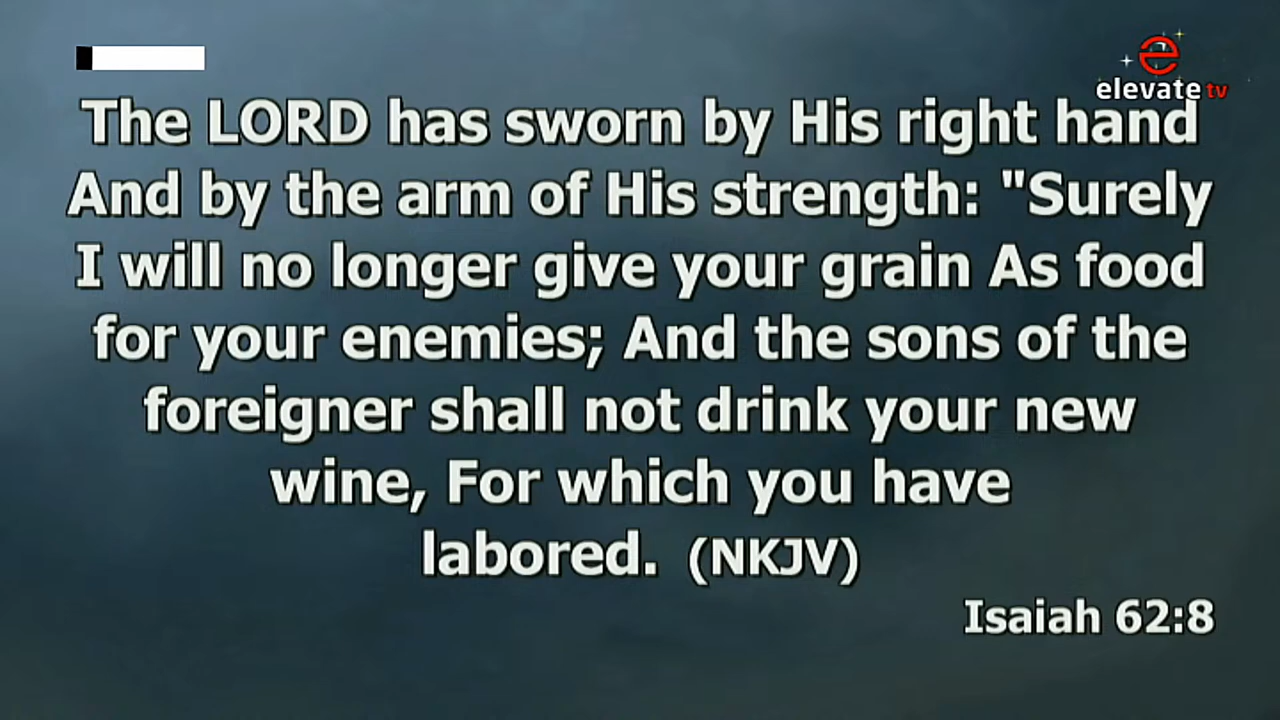 elevate tv
The LORD has sworn by His right hand
And by the arm of His strength: "Surely
I will no longer give your grain As food
for your enemies; And the sons of the
foreigner shall not drink your new
wine, For which you have
labored. (NKJV)
Isaiah 62:8